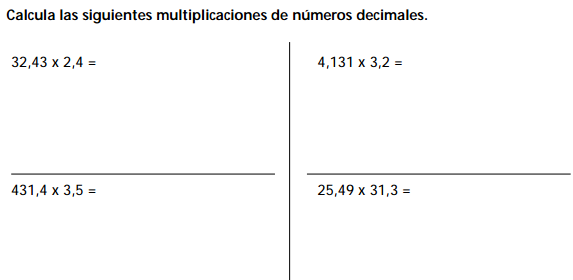 Calcula las siguientes multiplicaciones de números decimales.
32,43 x 2,4 =
4,131 x 3,2 =
431,4 x 3,5 =
25,49 x 31,3 =